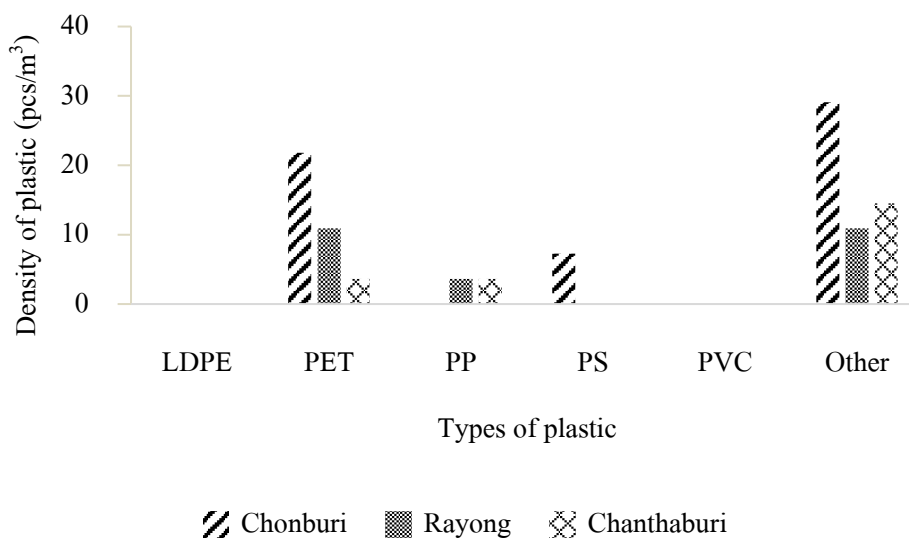 Density of plastic (pcs/m³)
40
30
20
10
0
LDPE PET PP PS PVC Other
Types of plastic
Chonburi Rayong Chanthaburi